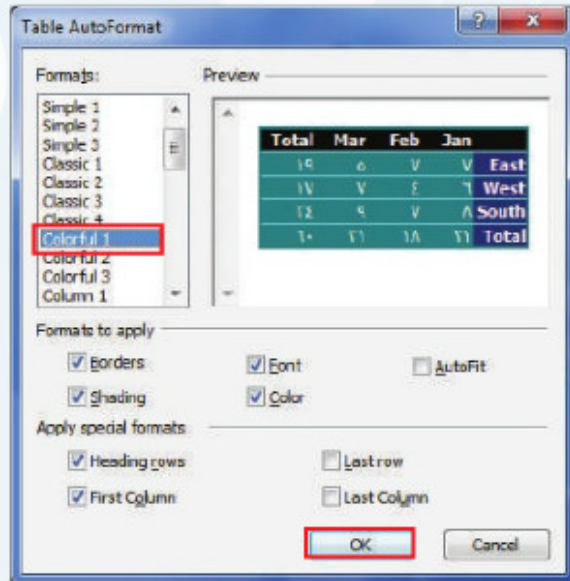 Table AutoFormat
Formats:
Preview
Simple 1
Simple 2
Simple 3
Classic 1
Classic 2
Classic 3
Classic 4
Colorful 1
Colorful 2
Colorful 3
Column 1
Total Mar Feb Jan
١٩ ٥ ٧ ٧ East
١٧ ٧ ٤ ٦ West
٢٤ ٩ ٧ ٨ South
٦٠ ٢١ ١٨ ٢١ Total
Formats to apply
Borders Font AutoFit
Shading Color
Apply special formats
Heading rows Last row
First Column Last Column
OK Cancel